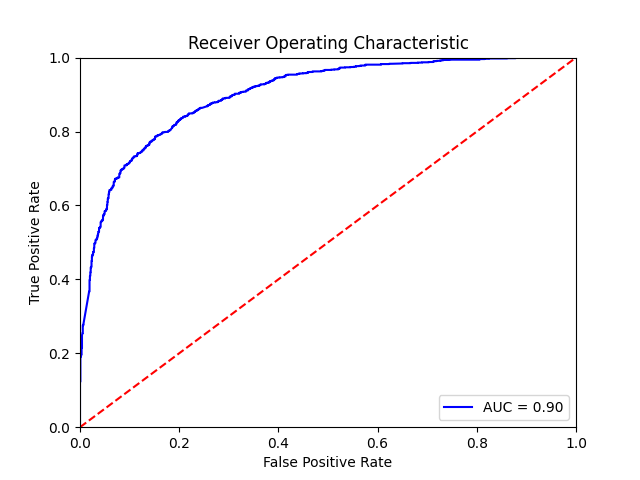 Receiver Operating Characteristic
True Positive Rate
1.0
0.8
0.6
0.4
0.2
0.0
AUC = 0.90
0.0 0.2 0.4 0.6 0.8 1.0
False Positive Rate